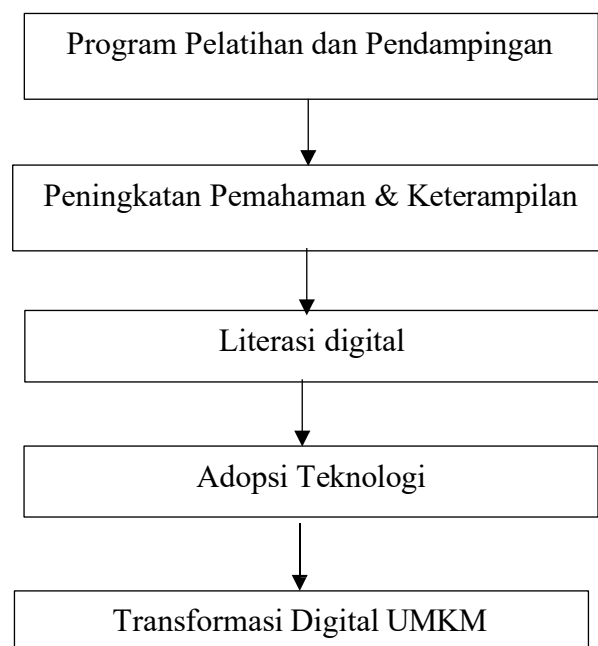 Program Pelatihan dan Pendampingan
Peningkatan Pemahaman & Keterampilan
Literasi digital
Adopsi Teknologi
Transformasi Digital UMKM